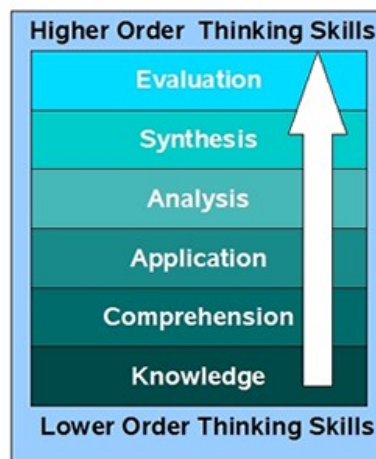 Higher Order Thinking Skills
Evaluation
Synthesis
Analysis
Application
Comprehension
Knowledge
Lower Order Thinking Skills